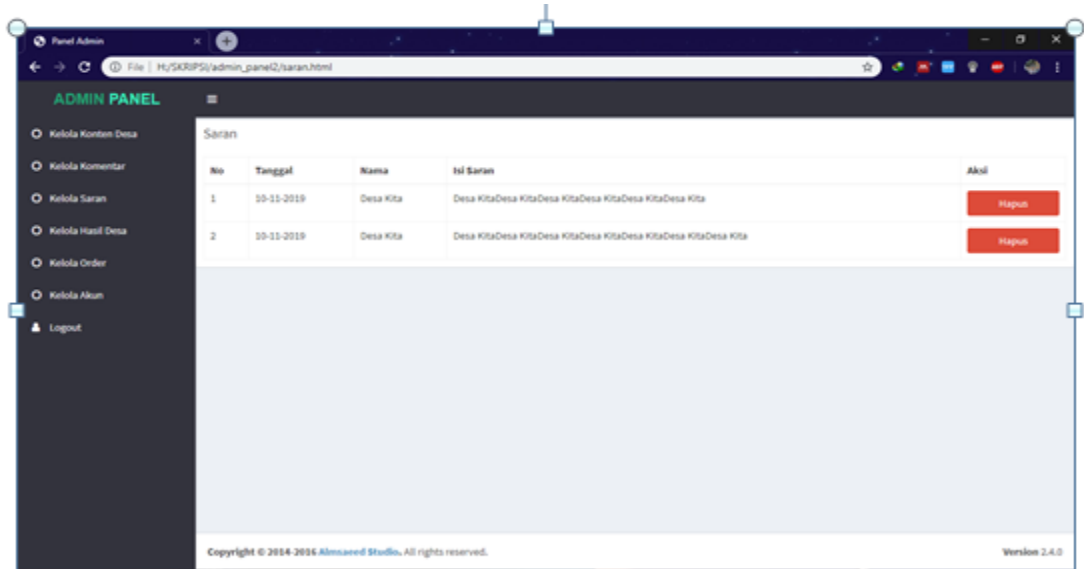 Panel Admin
File | H:/SKRIPSI/admin_panel2/saran.html
ADMIN PANEL
Kelola Konten Desa
Kelola Komentar
Kelola Saran
Kelola Hasil Desa
Kelola Order
Kelola Akun
Logout
Saran
No Tanggal Nama Isi Saran Aksi
1 10-11-2019 Desa Kita Desa KitaDesa KitaDesa KitaDesa KitaDesa KitaDesa Kita Hapus
2 10-11-2019 Desa Kita Desa KitaDesa KitaDesa KitaDesa KitaDesa KitaDesa KitaDesa Kita Hapus
Copyright © 2014-2016 Almsaeed Studio. All rights reserved. Version 2.4.0